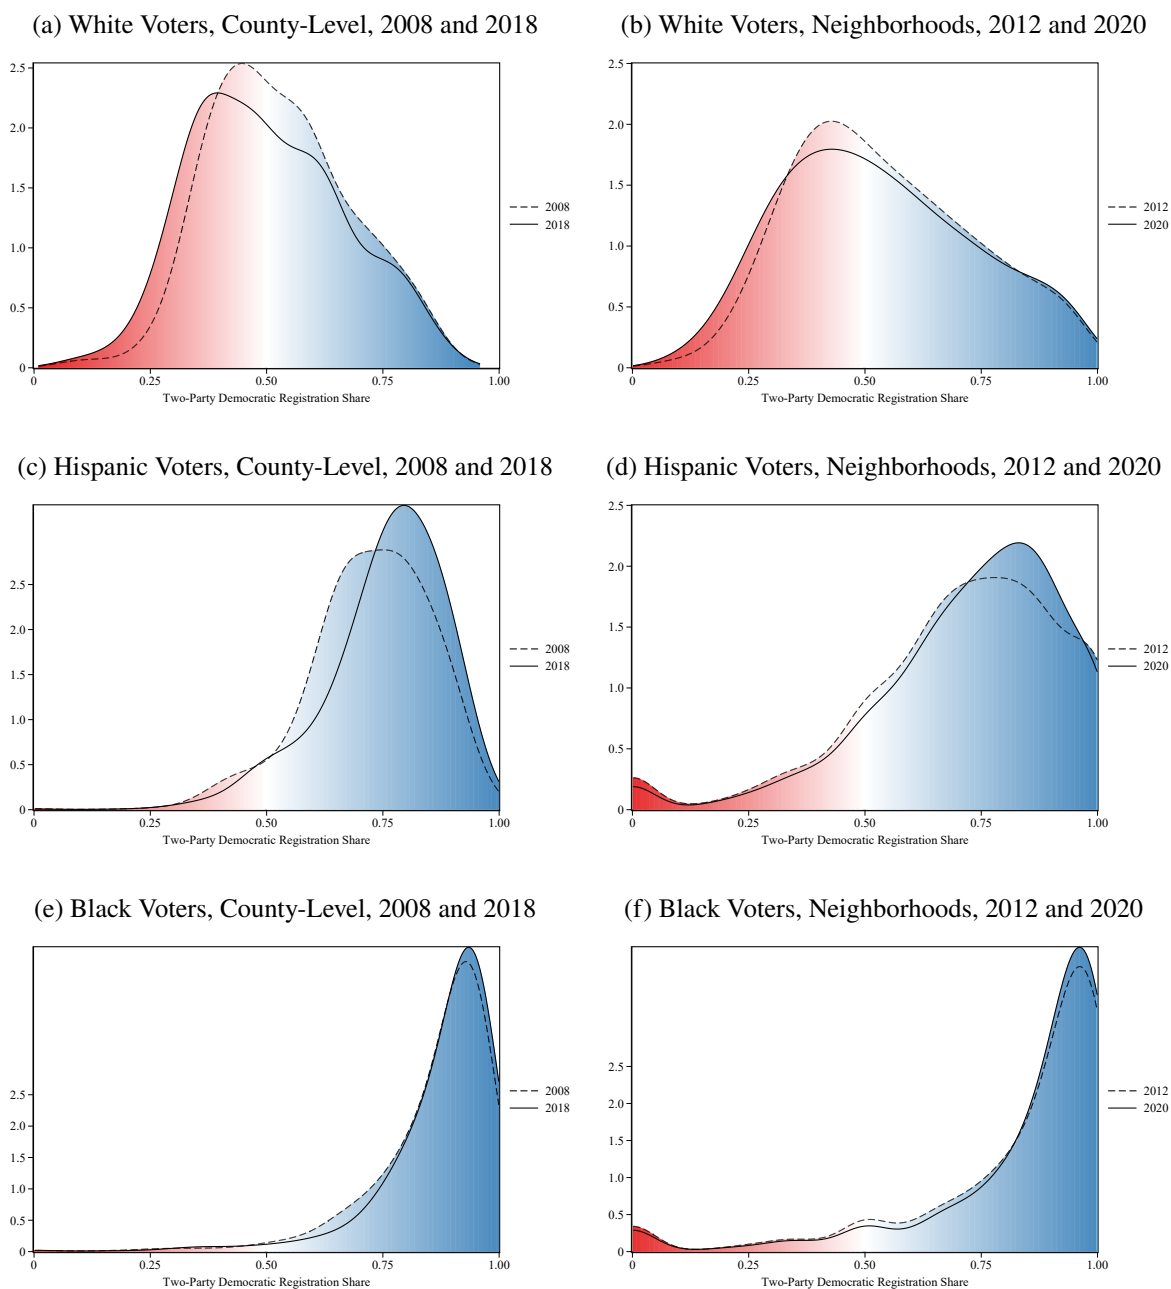 (a) White Voters, County-Level, 2008 and 2018
2.5
2.0
1.5
1.0
0.5
0
0 0.25 0.50 0.75 1.00
Two-Party Democratic Registration Share
2008
2018
(b) White Voters, Neighborhoods, 2012 and 2020
2.5
2.0
1.5
1.0
0.5
0
0 0.25 0.50 0.75 1.00
Two-Party Democratic Registration Share
2012
2020
(c) Hispanic Voters, County-Level, 2008 and 2018
2.5
2.0
1.5
1.0
0.5
0
0 0.25 0.50 0.75 1.00
Two-Party Democratic Registration Share
2008
2018
(d) Hispanic Voters, Neighborhoods, 2012 and 2020
2.5
2.0
1.5
1.0
0.5
0
0 0.25 0.50 0.75 1.00
Two-Party Democratic Registration Share
2012
2020
(e) Black Voters, County-Level, 2008 and 2018
2.5
2.0
1.5
1.0
0.5
0
0 0.25 0.50 0.75 1.00
Two-Party Democratic Registration Share
2008
2018
(f) Black Voters, Neighborhoods, 2012 and 2020
2.5
2.0
1.5
1.0
0.5
0
0 0.25 0.50 0.75 1.00
Two-Party Democratic Registration Share
2012
2020